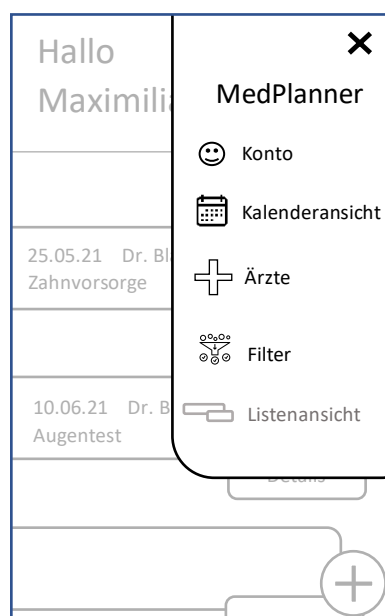 Hallo
Maximili
MedPlanner
Konto
Kalenderansicht
25.05.21 Dr. Bl
Zahnvorsorge
Ärzte
Filter
10.06.21 Dr. B
Augentest
Listenansicht
Details